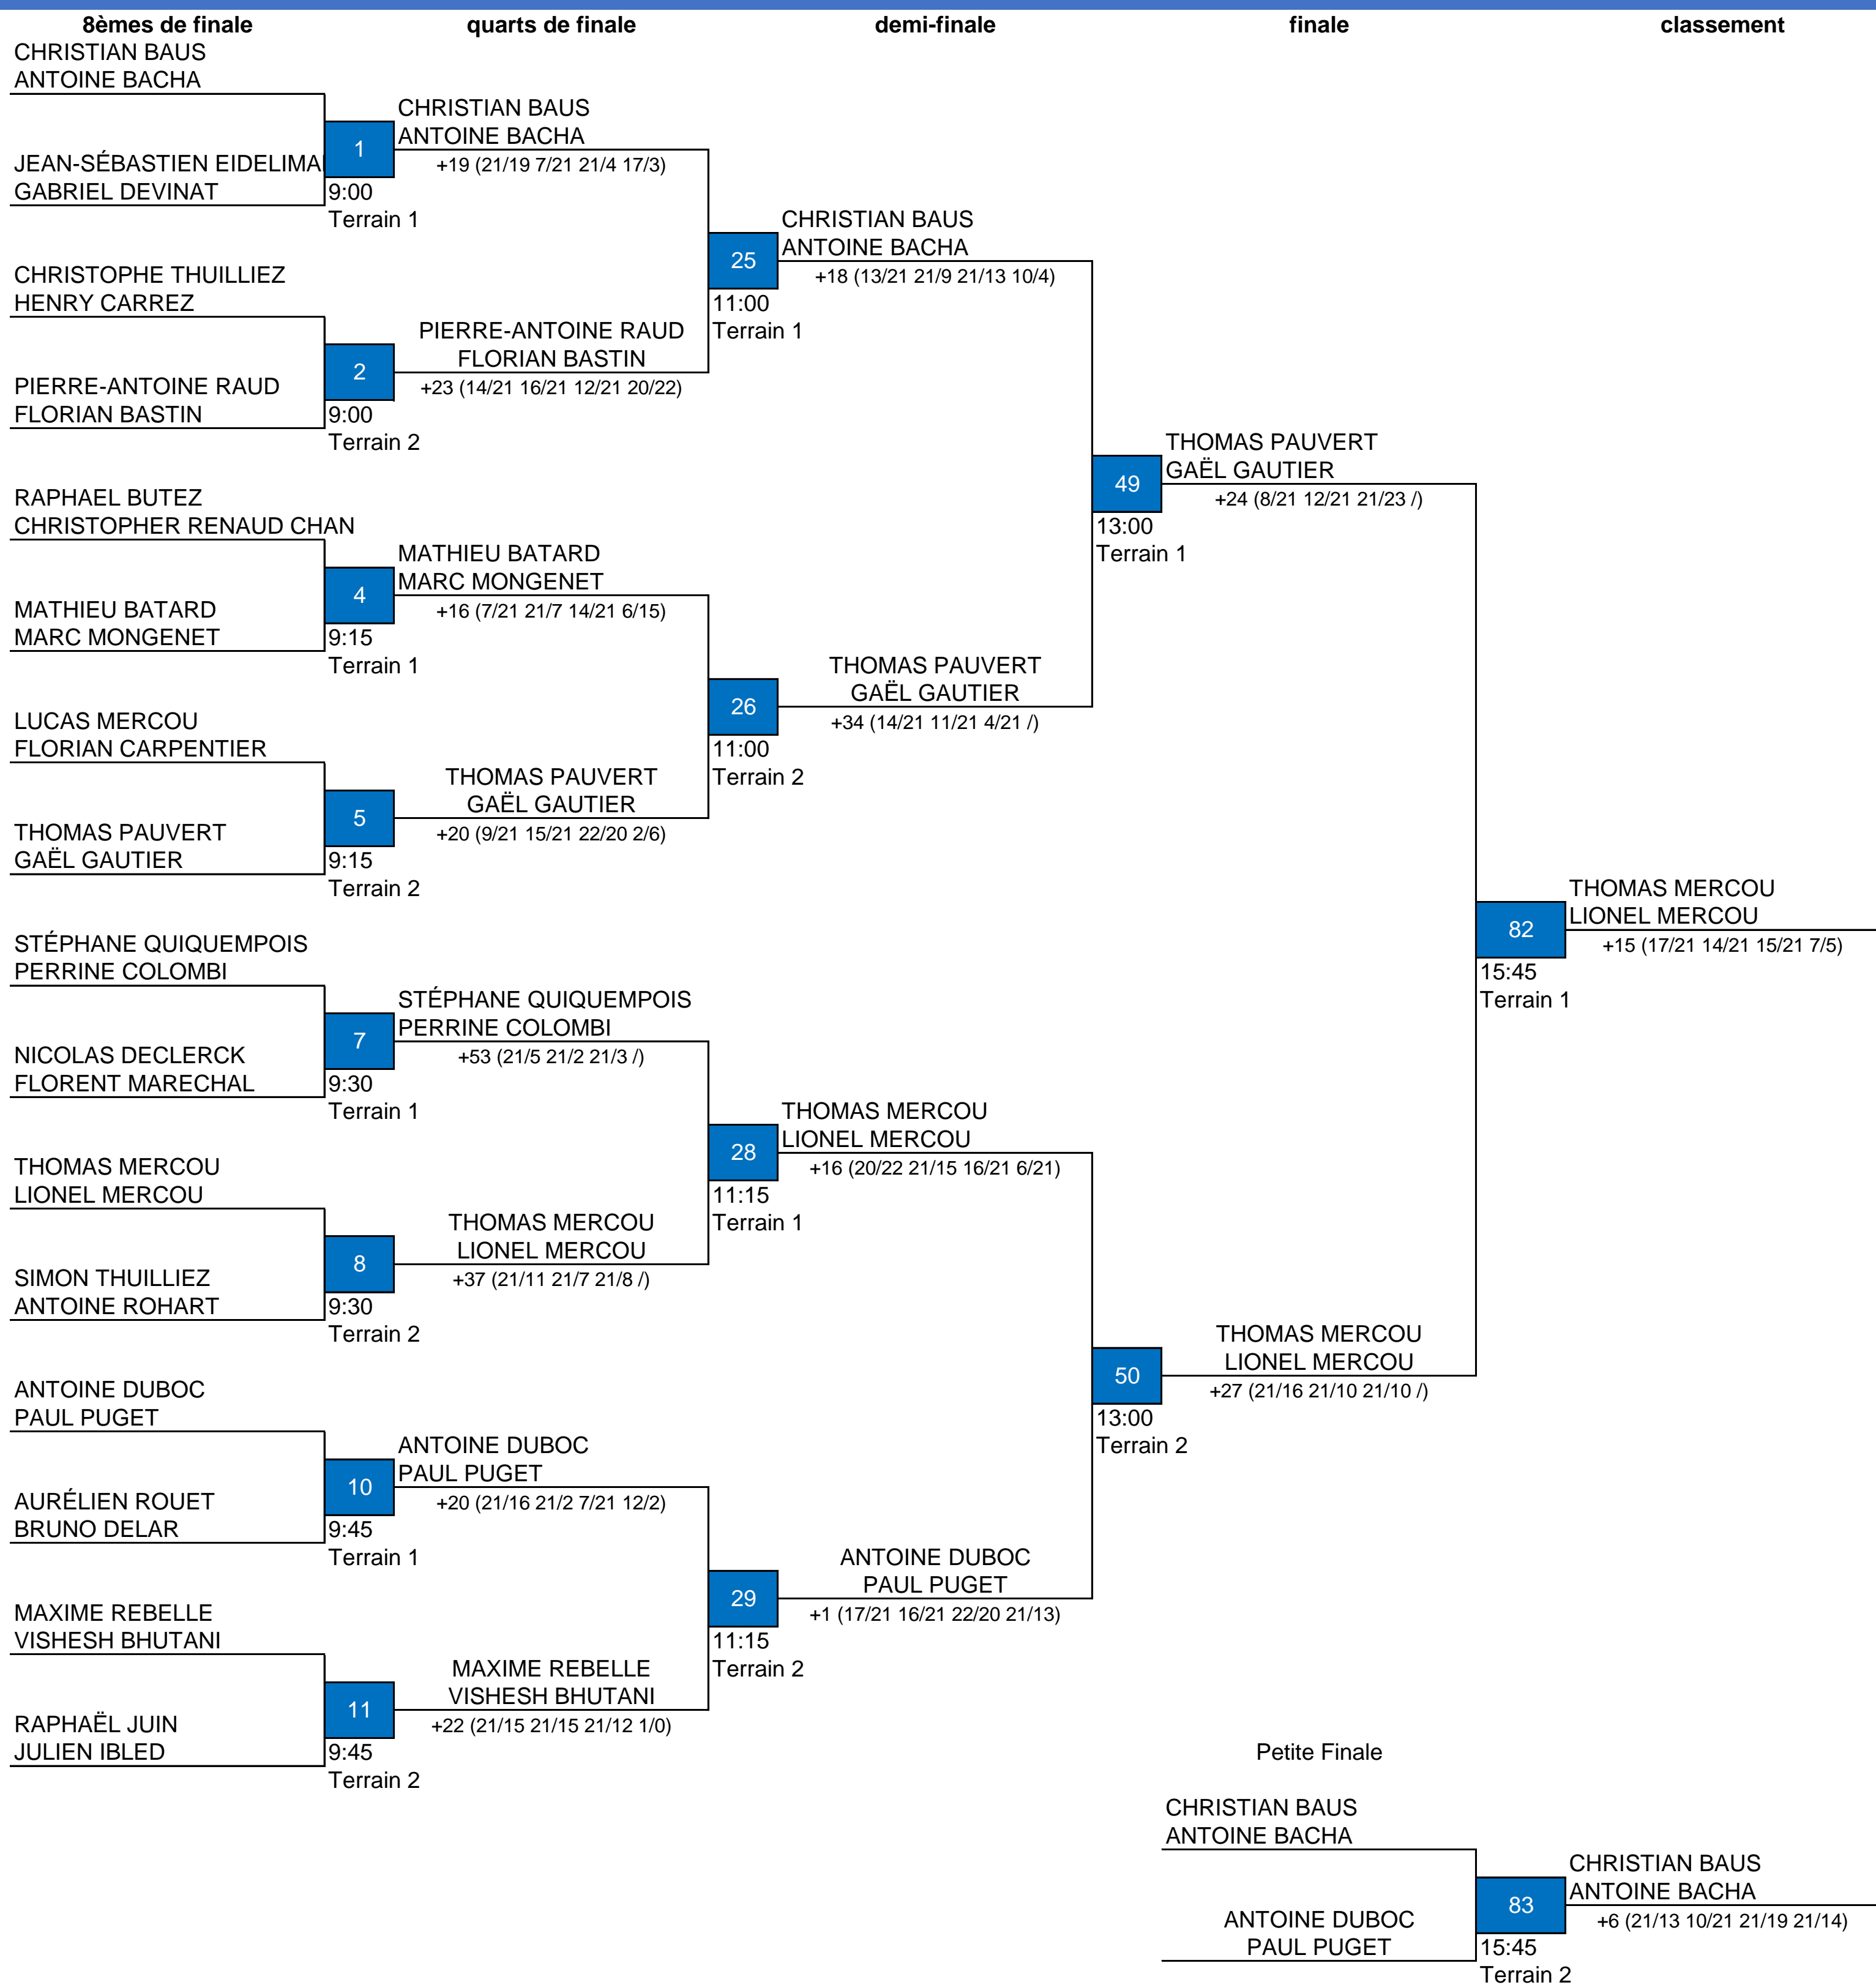 8èmes de finale
quarts de finale
demi-finale
finale
classement
CHRISTIAN BAUS
ANTOINE BACHA
JEAN-SÉBASTIEN EIDELIMA
GABRIEL DEVINAT
1
9:00
Terrain 1
CHRISTOPHE THUILLIEZ
HENRY CARREZ
PIERRE-ANTOINE RAUD
FLORIAN BASTIN
2
9:00
Terrain 2
RAPHAEL BUTEZ
CHRISTOPHER RENAUD CHAN
MATHIEU BATARD
MARC MONGENET
4
9:15
Terrain 1
LUCAS MERCOU
FLORIAN CARPENTIER
THOMAS PAUVERT
GAËL GAUTIER
5
9:15
Terrain 2
STÉPHANE QUIQUEMPOIS
PERRINE COLOMBI
NICOLAS DECLERCK
FLORENT MARECHAL
7
9:30
Terrain 1
THOMAS MERCOU
LIONEL MERCOU
SIMON THUILLIEZ
ANTOINE ROHART
8
9:30
Terrain 2
ANTOINE DUBOC
PAUL PUGET
AURÉLIEN ROUET
BRUNO DELAR
10
9:45
Terrain 1
MAXIME REBELLE
VISHESH BHUTANI
RAPHAËL JUIN
JULIEN IBLED
11
9:45
Terrain 2
CHRISTIAN BAUS
ANTOINE BACHA
+19 (21/19 7/21 21/4 17/3)
PIERRE-ANTOINE RAUD
FLORIAN BASTIN
+23 (14/21 16/21 12/21 20/22)
25
11:00
Terrain 1
MATHIEU BATARD
MARC MONGENET
+16 (7/21 21/7 14/21 6/15)
THOMAS PAUVERT
GAËL GAUTIER
+20 (9/21 15/21 22/20 2/6)
26
11:00
Terrain 2
STÉPHANE QUIQUEMPOIS
PERRINE COLOMBI
+53 (21/5 21/2 21/3 /)
THOMAS MERCOU
LIONEL MERCOU
+37 (21/11 21/7 21/8 /)
28
11:15
Terrain 1
ANTOINE DUBOC
PAUL PUGET
+20 (21/16 21/2 7/21 12/2)
MAXIME REBELLE
VISHESH BHUTANI
+22 (21/15 21/15 21/12 1/0)
29
11:15
Terrain 2
CHRISTIAN BAUS
ANTOINE BACHA
+18 (13/21 21/9 21/13 10/4)
THOMAS PAUVERT
GAËL GAUTIER
+34 (14/21 11/21 4/21 /)
49
13:00
Terrain 1
THOMAS MERCOU
LIONEL MERCOU
+16 (20/22 21/15 16/21 6/21)
ANTOINE DUBOC
PAUL PUGET
+1 (17/21 16/21 22/20 21/13)
50
13:00
Terrain 2
THOMAS PAUVERT
GAËL GAUTIER
+24 (8/21 12/21 21/23 /)
THOMAS MERCOU
LIONEL MERCOU
+27 (21/16 21/10 21/10 /)
82
15:45
Terrain 1
THOMAS MERCOU
LIONEL MERCOU
+15 (17/21 14/21 15/21 7/5)
Petite Finale
CHRISTIAN BAUS
ANTOINE BACHA
ANTOINE DUBOC
PAUL PUGET
83
15:45
Terrain 2
CHRISTIAN BAUS
ANTOINE BACHA
+6 (21/13 10/21 21/19 21/14)